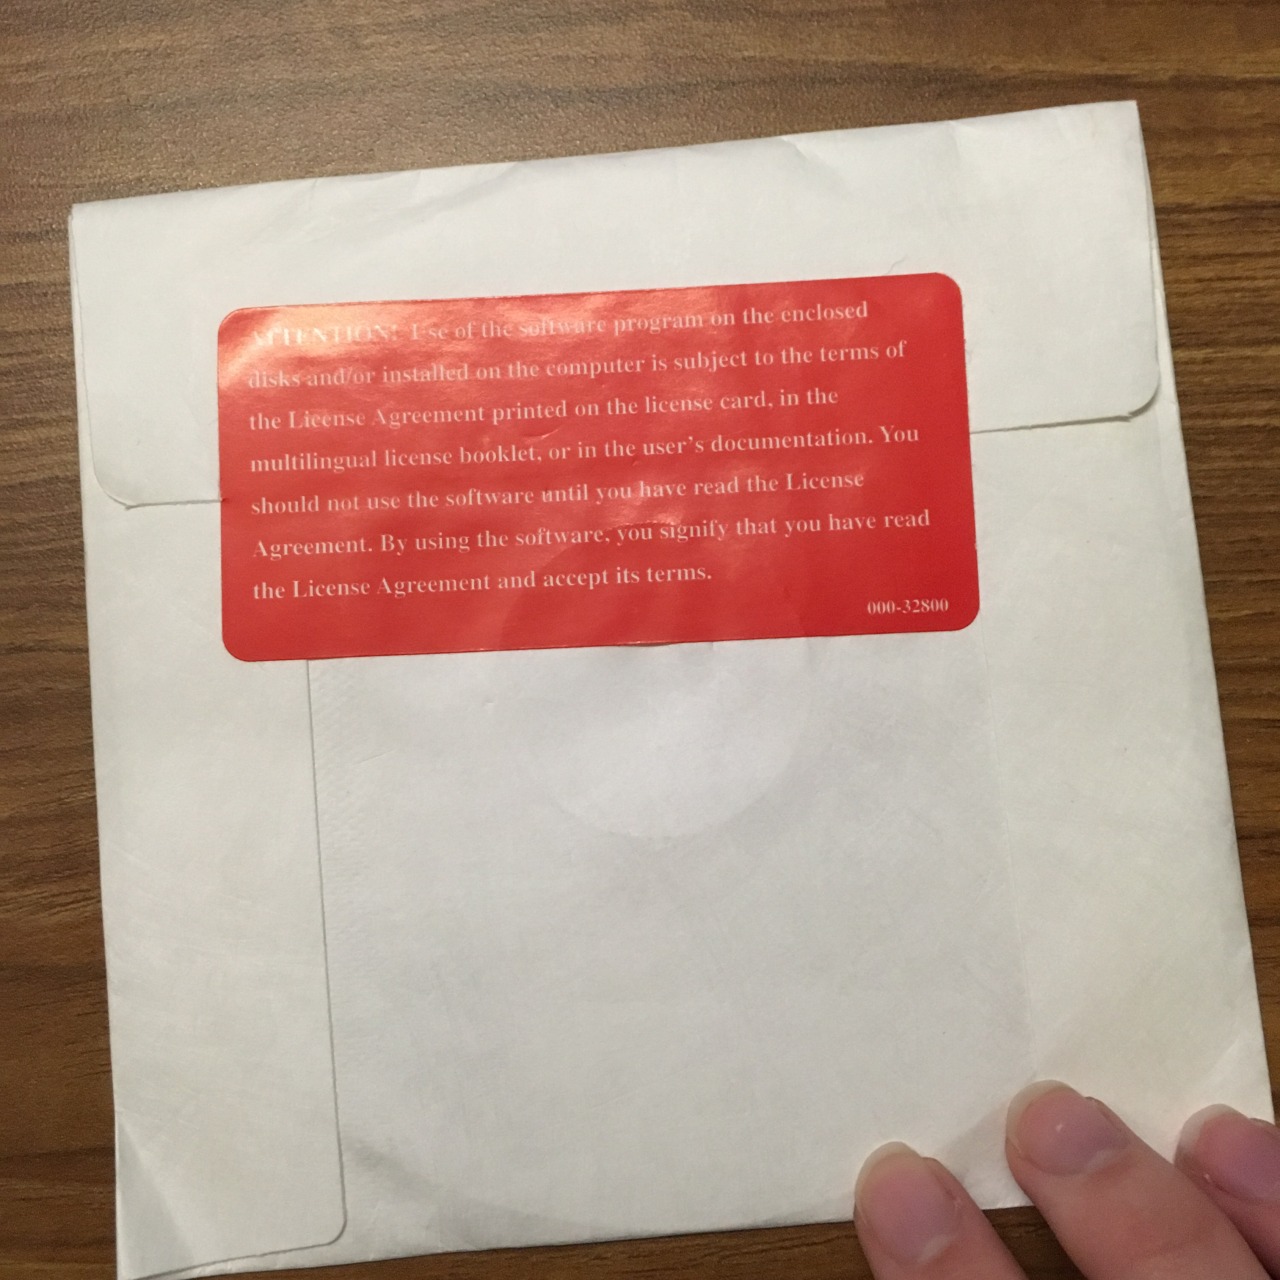 ATTENTION! Use of the software program on the enclosed
disks and/or installed on the computer is subject to the terms of
the License Agreement printed on the license card, in the
multilingual license booklet, or in the user's documentation. You
should not use the software until you have read the License
Agreement. By using the software, you signify that you have read
the License Agreement and accept its terms.
000-32800